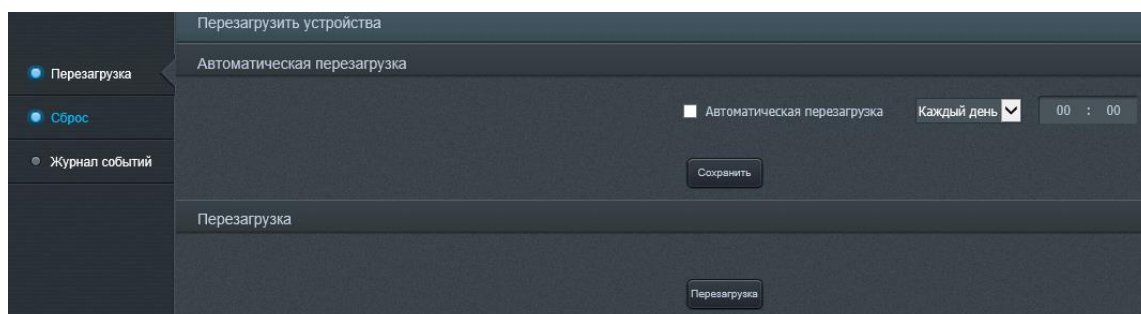 Перезагрузить устройства
Перезагрузка
Автоматическая перезагрузка
Автоматическая перезагрузка Каждый день 00 : 00
Сброс
Журнал событий
Сохранить
Перезагрузка
Перезагрузка